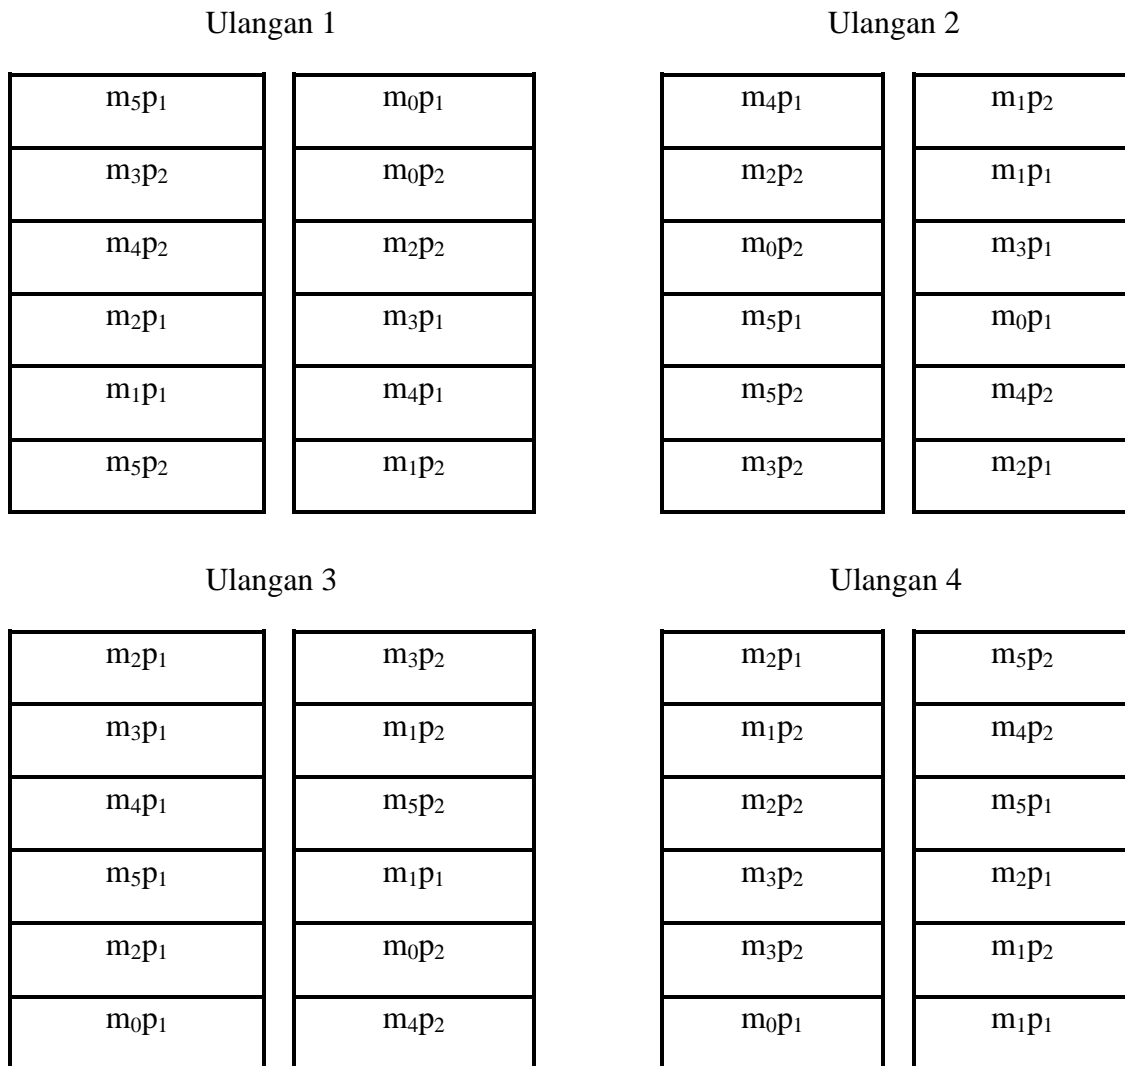 Ulangan 1 Ulangan 2
m₅p₁ m₀p₁ m₄p₁ m₁p₂
m₃p₂ m₀p₂ m₂p₂ m₁p₁
m₄p₂ m₂p₂ m₀p₂ m₃p₁
m₂p₁ m₃p₁ m₅p₁ m₀p₁
m₁p₁ m₄p₁ m₅p₂ m₄p₂
m₅p₂ m₁p₂ m₃p₂ m₂p₁
Ulangan 3 Ulangan 4
m₂p₁ m₃p₂ m₂p₁ m₅p₂
m₃p₁ m₁p₂ m₁p₂ m₄p₂
m₄p₁ m₅p₂ m₂p₂ m₅p₁
m₅p₁ m₁p₁ m₃p₂ m₂p₁
m₂p₁ m₀p₂ m₃p₂ m₁p₂
m₀p₁ m₄p₂ m₀p₁ m₁p₁